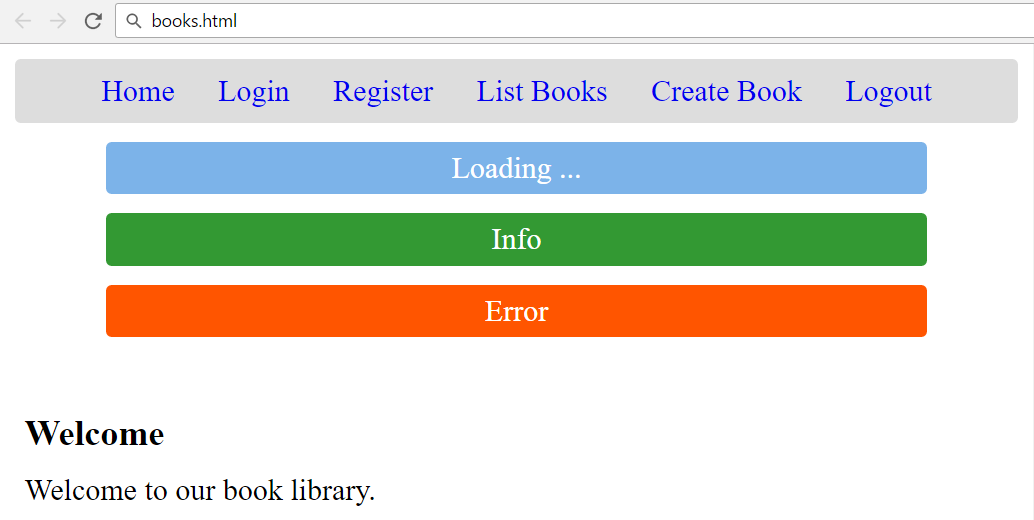 books.html
Home Login Register List Books Create Book Logout
Loading ...
Info
Error
Welcome
Welcome to our book library.